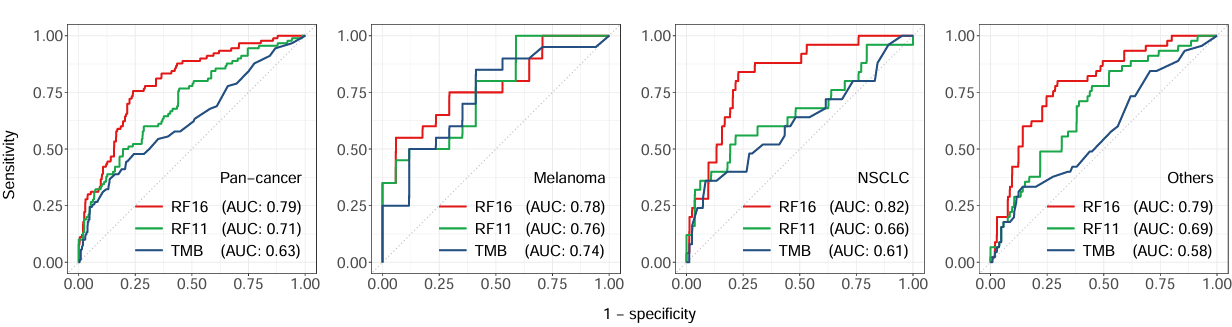 Sensitivity
1.00
0.75
0.50
0.25
0.00
Pan−cancer
RF16 (AUC: 0.79)
RF11 (AUC: 0.71)
TMB (AUC: 0.63)
0.00 0.25 0.50 0.75 1.00
1.00
0.75
0.50
0.25
0.00
Melanoma
RF16 (AUC: 0.78)
RF11 (AUC: 0.76)
TMB (AUC: 0.74)
0.00 0.25 0.50 0.75 1.00
1.00
0.75
0.50
0.25
0.00
NSCLC
RF16 (AUC: 0.82)
RF11 (AUC: 0.66)
TMB (AUC: 0.61)
0.00 0.25 0.50 0.75 1.00
1.00
0.75
0.50
0.25
0.00
Others
RF16 (AUC: 0.79)
RF11 (AUC: 0.69)
TMB (AUC: 0.58)
0.00 0.25 0.50 0.75 1.00
1 − specificity